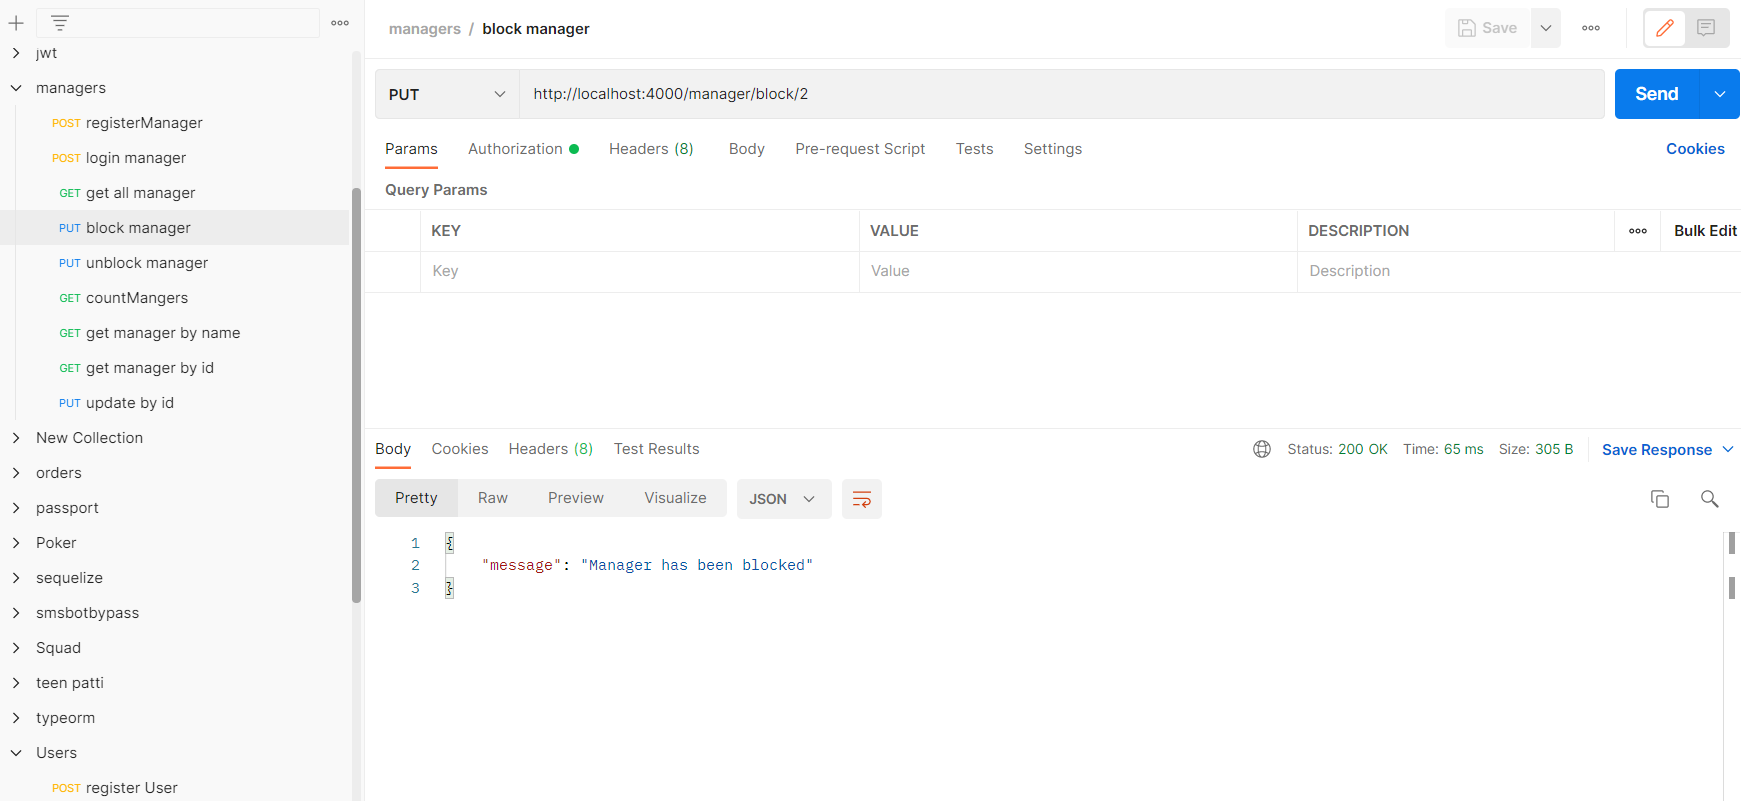 jwt
managers
POST registerManager
POST login manager
GET get all manager
PUT block manager
PUT unblock manager
GET countMangers
GET get manager by name
GET get manager by id
PUT update by id
New Collection
orders
passport
Poker
sequelize
smsbotbypass
Squad
teen patti
typeorm
Users
POST register User
managers / block manager
Save
PUT http://localhost:4000/manager/block/2 Send
Params Authorization Headers (8) Body Pre-request Script Tests Settings Cookies
Query Params
KEY VALUE DESCRIPTION Bulk Edit
Key Value Description
Body Cookies Headers (8) Test Results Status: 200 OK Time: 65 ms Size: 305 B Save Response
Pretty Raw Preview Visualize JSON
1 {
2 "message": "Manager has been blocked"
3 }